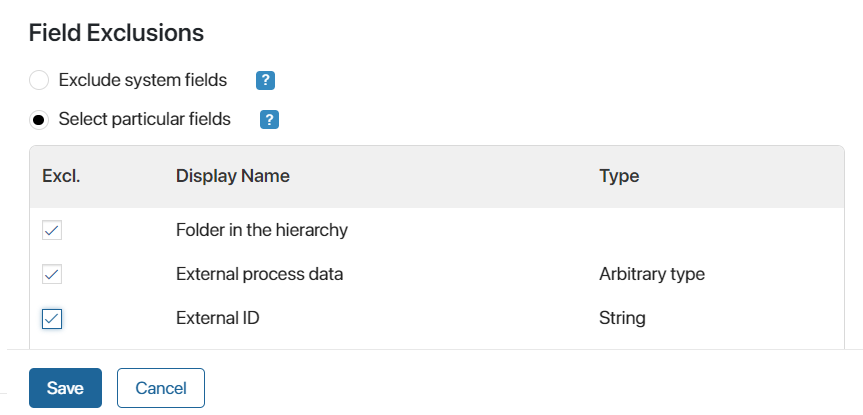 Field Exclusions
Exclude system fields ?
Select particular fields ?
Excl. Display Name Type
Folder in the hierarchy
External process data Arbitrary type
External ID String
Save Cancel